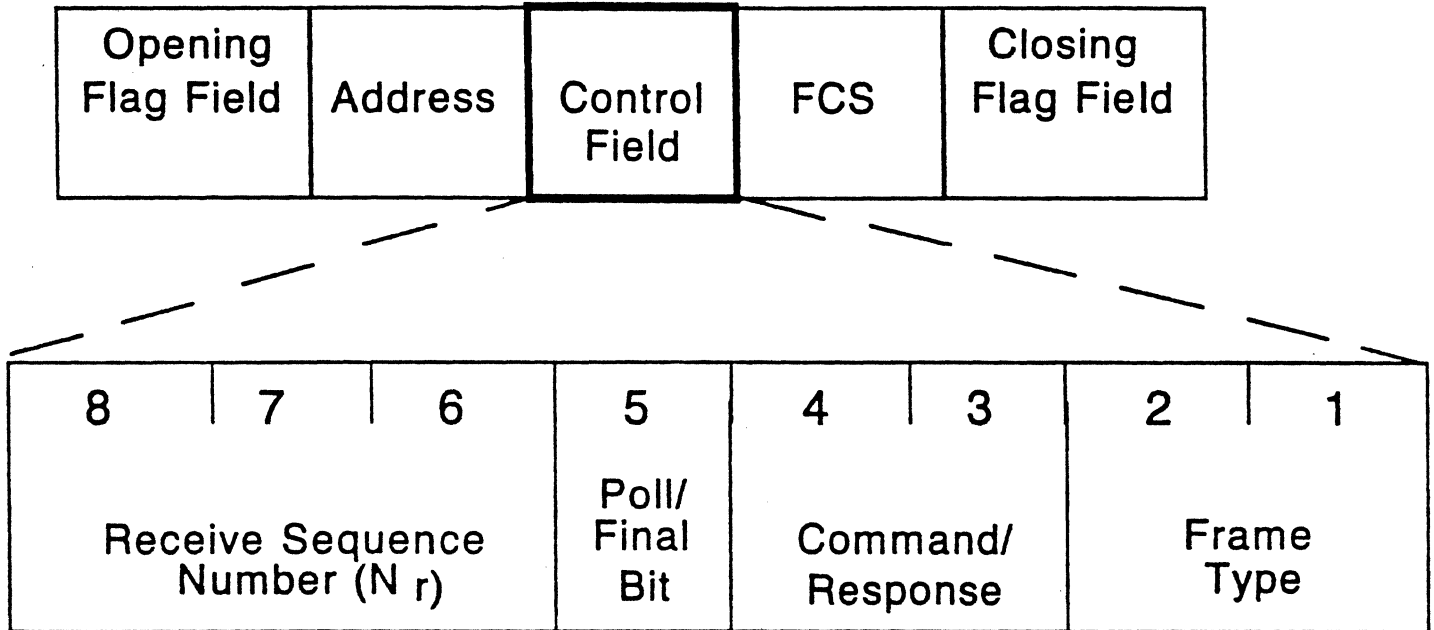 Opening
Flag Field
Address
Control
Field
FCS
Closing
Flag Field
8 7 6 5 4 3 2 1
Receive Sequence
Number (N r)
Poll/
Final
Bit
Command/
Response
Frame
Type